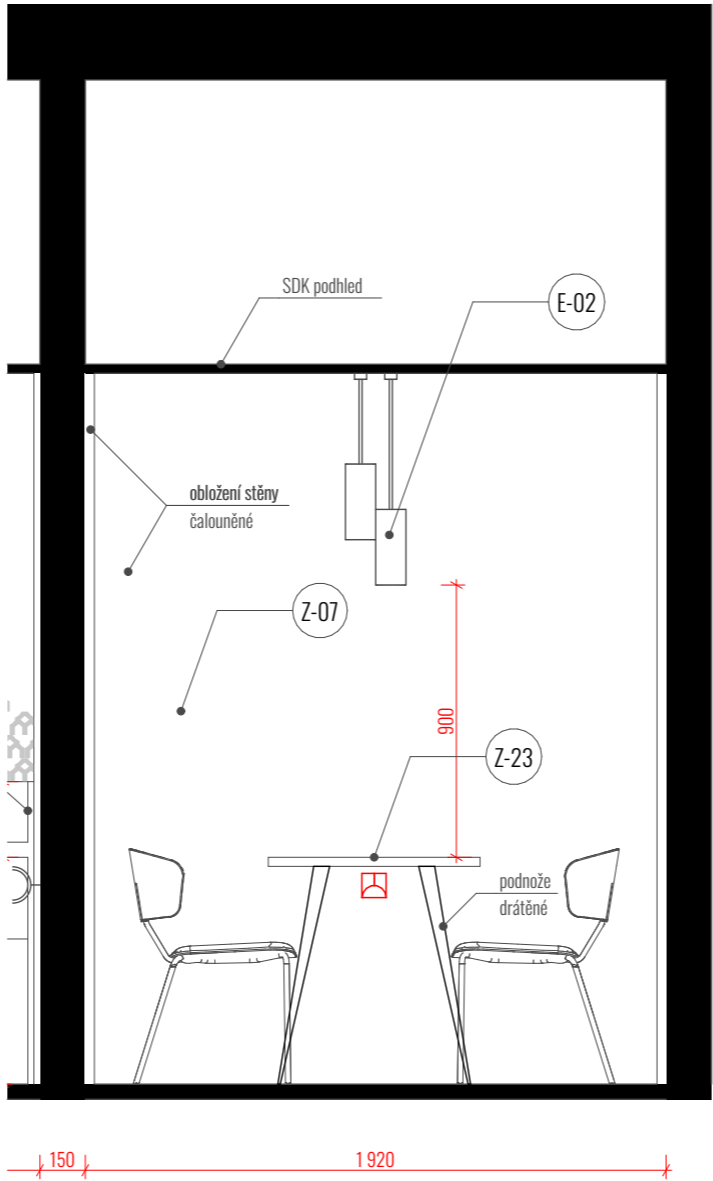 SDK podhled
E-02
obložení stěny
čalouněné
Z-07
900
Z-23
podnože
drátěné
150
1 920